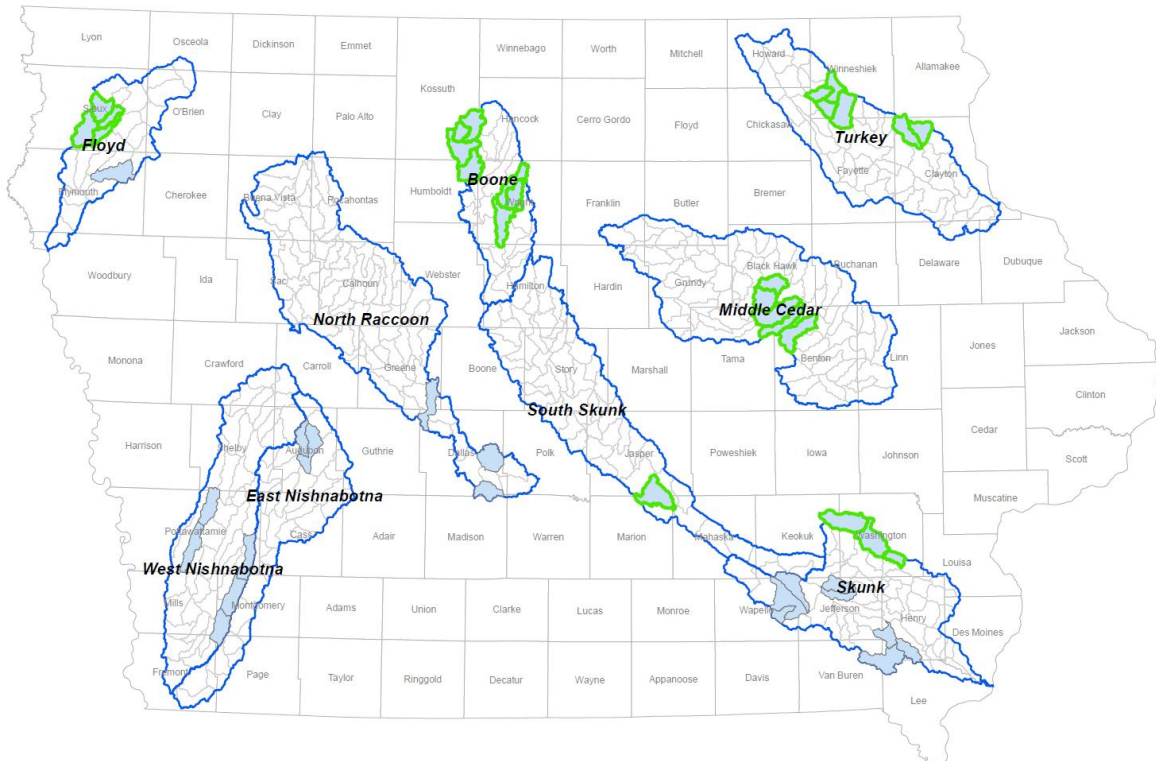 Lyon
Osceola
Dickinson
Emmet
Winnebago
Worth
Mitchell
Howard
Winneshiek
Allamakee
Kossuth
Hancock
Sioux
O'Brien
Clay
Palo Alto
Cerro Gordo
Floyd
Chickasaw
Floyd
Turkey
Fayette
Clayton
Boone
Plymouth
Cherokee
Buena Vista
Pocahontas
Humboldt
Wright
Franklin
Butler
Bremer
Woodbury
Ida
Sac
Calhoun
Webster
Hamilton
Hardin
Grundy
Black Hawk
Buchanan
Delaware
Dubuque
North Raccoon
Middle Cedar
Monona
Crawford
Carroll
Greene
Boone
Story
Marshall
Tama
Benton
Linn
Jones
Jackson
Clinton
South Skunk
Harrison
Shelby
Audubon
Guthrie
Dallas
Polk
Jasper
Poweshiek
Iowa
Johnson
Cedar
Scott
Muscatine
East Nishnabotna
Pottawattamie
Cass
Adair
Madison
Warren
Marion
Mahaska
Keokuk
Washington
Louisa
West Nishnabotna
Skunk
Mills
Montgomery
Adams
Union
Clarke
Lucas
Monroe
Wapello
Jefferson
Henry
Des Moines
Fremont
Page
Taylor
Ringgold
Decatur
Wayne
Appanoose
Davis
Van Buren
Lee